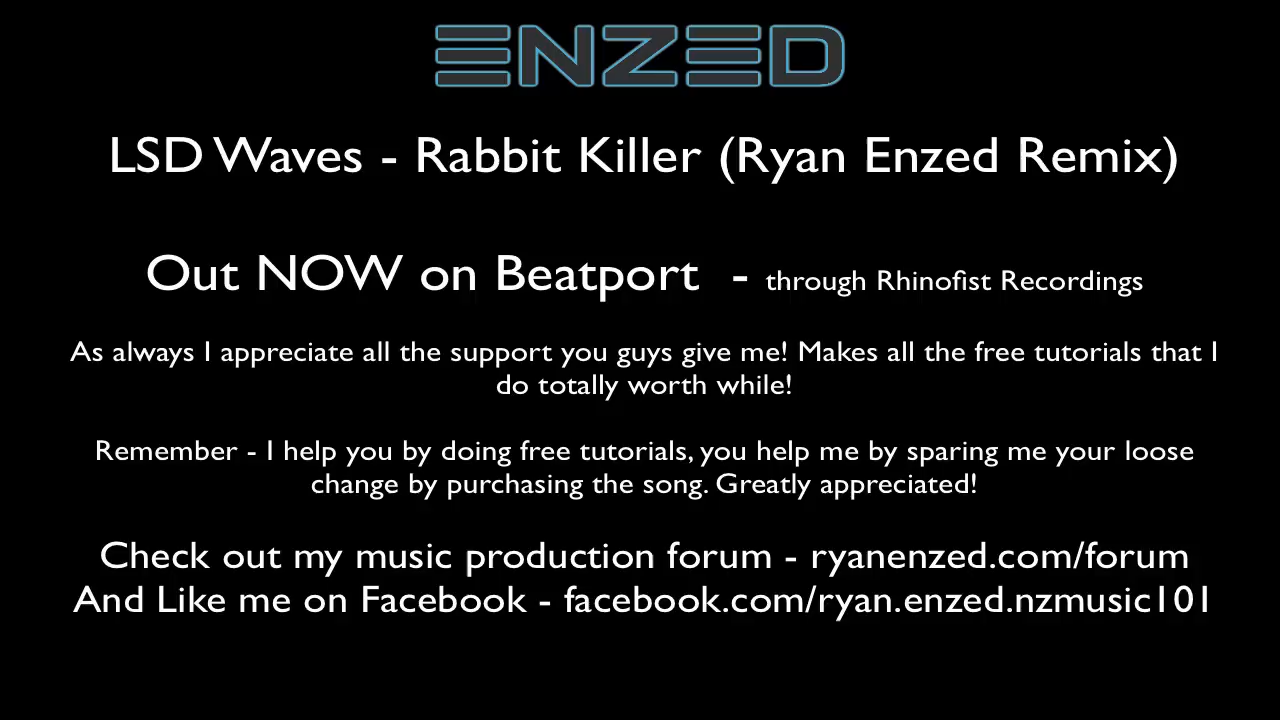 ENZED
LSD Waves - Rabbit Killer (Ryan Enzed Remix)
Out NOW on Beatport - through Rhinofist Recordings
As always I appreciate all the support you guys give me! Makes all the free tutorials that I
do totally worth while!
Remember - I help you by doing free tutorials, you help me by sparing me your loose
change by purchasing the song. Greatly appreciated!
Check out my music production forum - ryanenzed.com/forum
And Like me on Facebook - facebook.com/ryan.enzed.nzmusic101